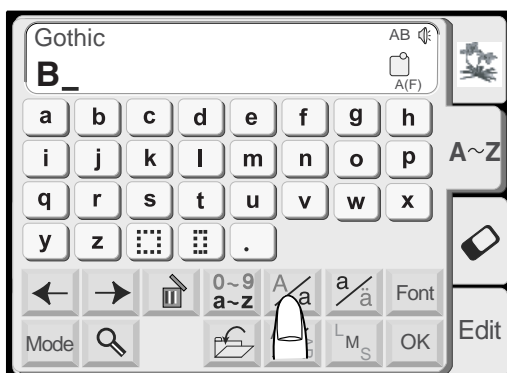 Gothic AB
B_
A(F)
a b c d e f g h
i j k l m n o p
q r s t u v w x
y z .
A~Z
0~9 A/a a/ä Font
a~z
Mode L M S OK
Edit